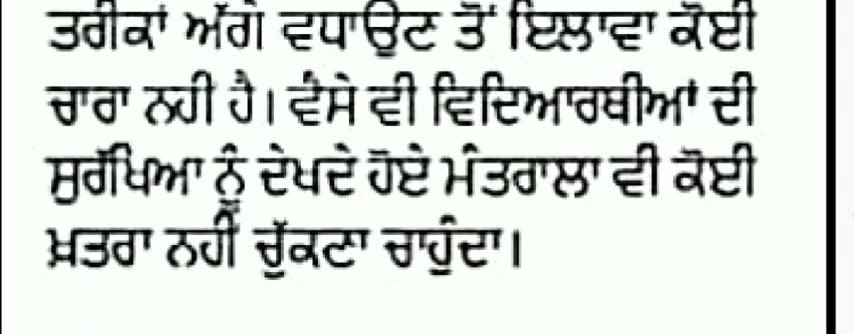 ਤਰੀਕਾਂ ਅੱਗੇ ਵਧਾਉਣ ਤੋਂ ਇਲਾਵਾ ਕੋਈ
ਚਾਰਾ ਨਹੀ ਹੈ। ਵੈਸੇ ਵੀ ਵਿਦਿਆਰਥੀਆਂ ਦੀ
ਸੁਰੱਖਿਆ ਨੂੰ ਦੇਖਦੇ ਹੋਏ ਮੰਤਰਾਲਾ ਵੀ ਕੋਈ
ਖ਼ਤਰਾ ਨਹੀਂ ਚੁੱਕਣਾ ਚਾਹੁੰਦਾ।